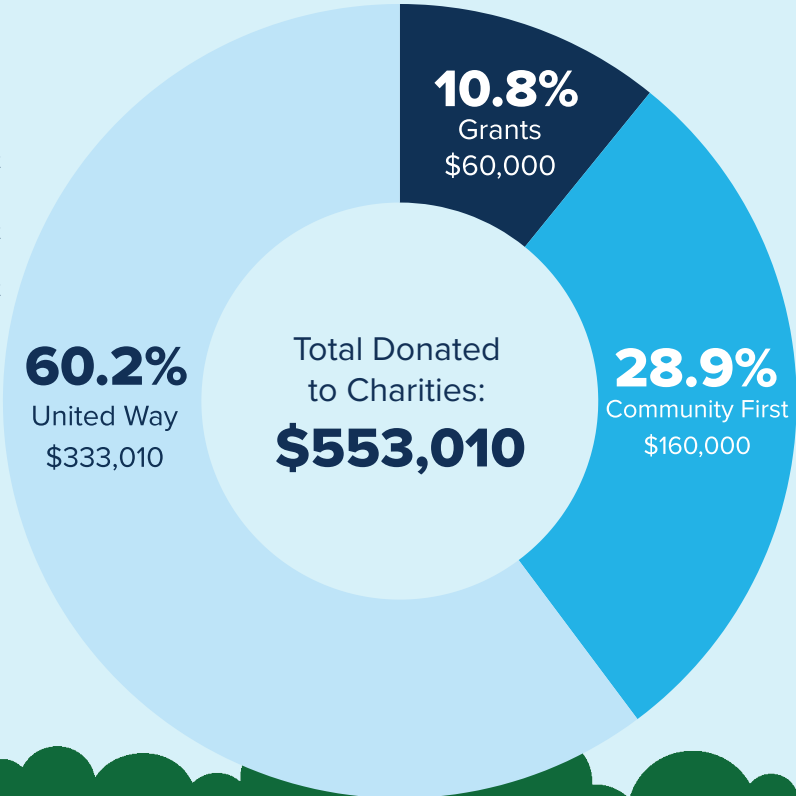 10.8%
Grants
$60,000
Total Donated
to Charities:
$553,010
60.2%
United Way
$333,010
28.9%
Community First
$160,000